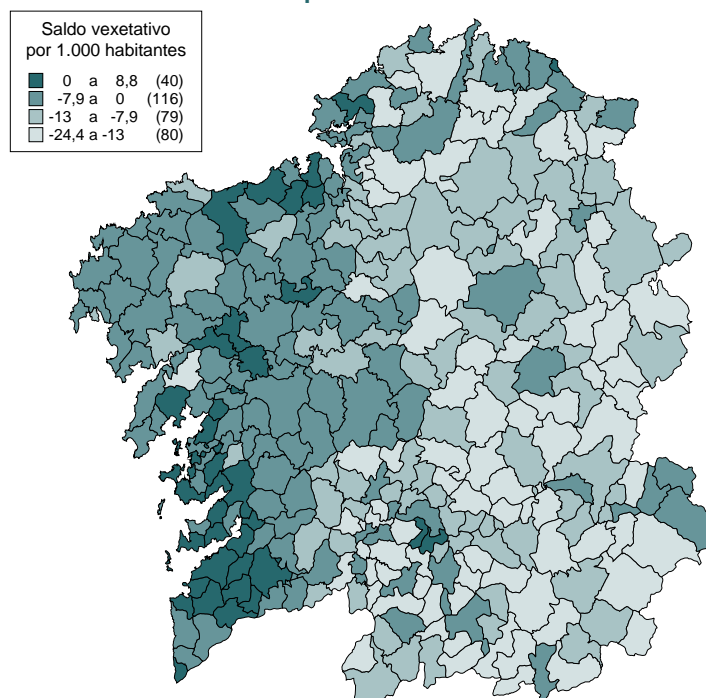 Saldo vexetativo
por 1.000 habitantes
0 a 8,8 (40)
-7,9 a 0 (116)
-13 a -7,9 (79)
-24,4 a -13 (80)